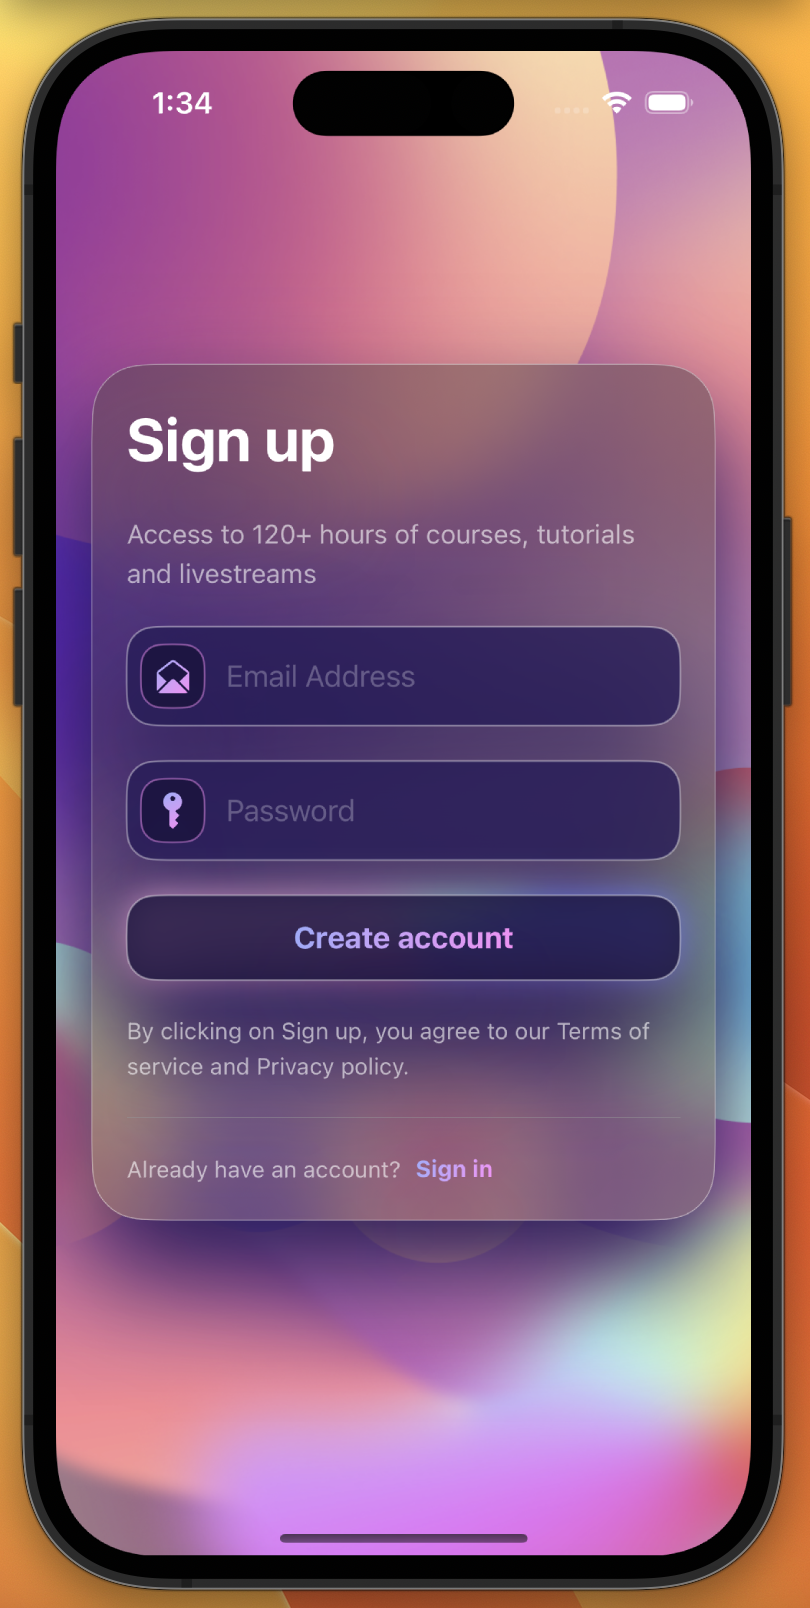 1:34
Sign up
Access to 120+ hours of courses, tutorials
and livestreams
Email Address
Password
Create account
By clicking on Sign up, you agree to our Terms of
service and Privacy policy.
Already have an account? Sign in